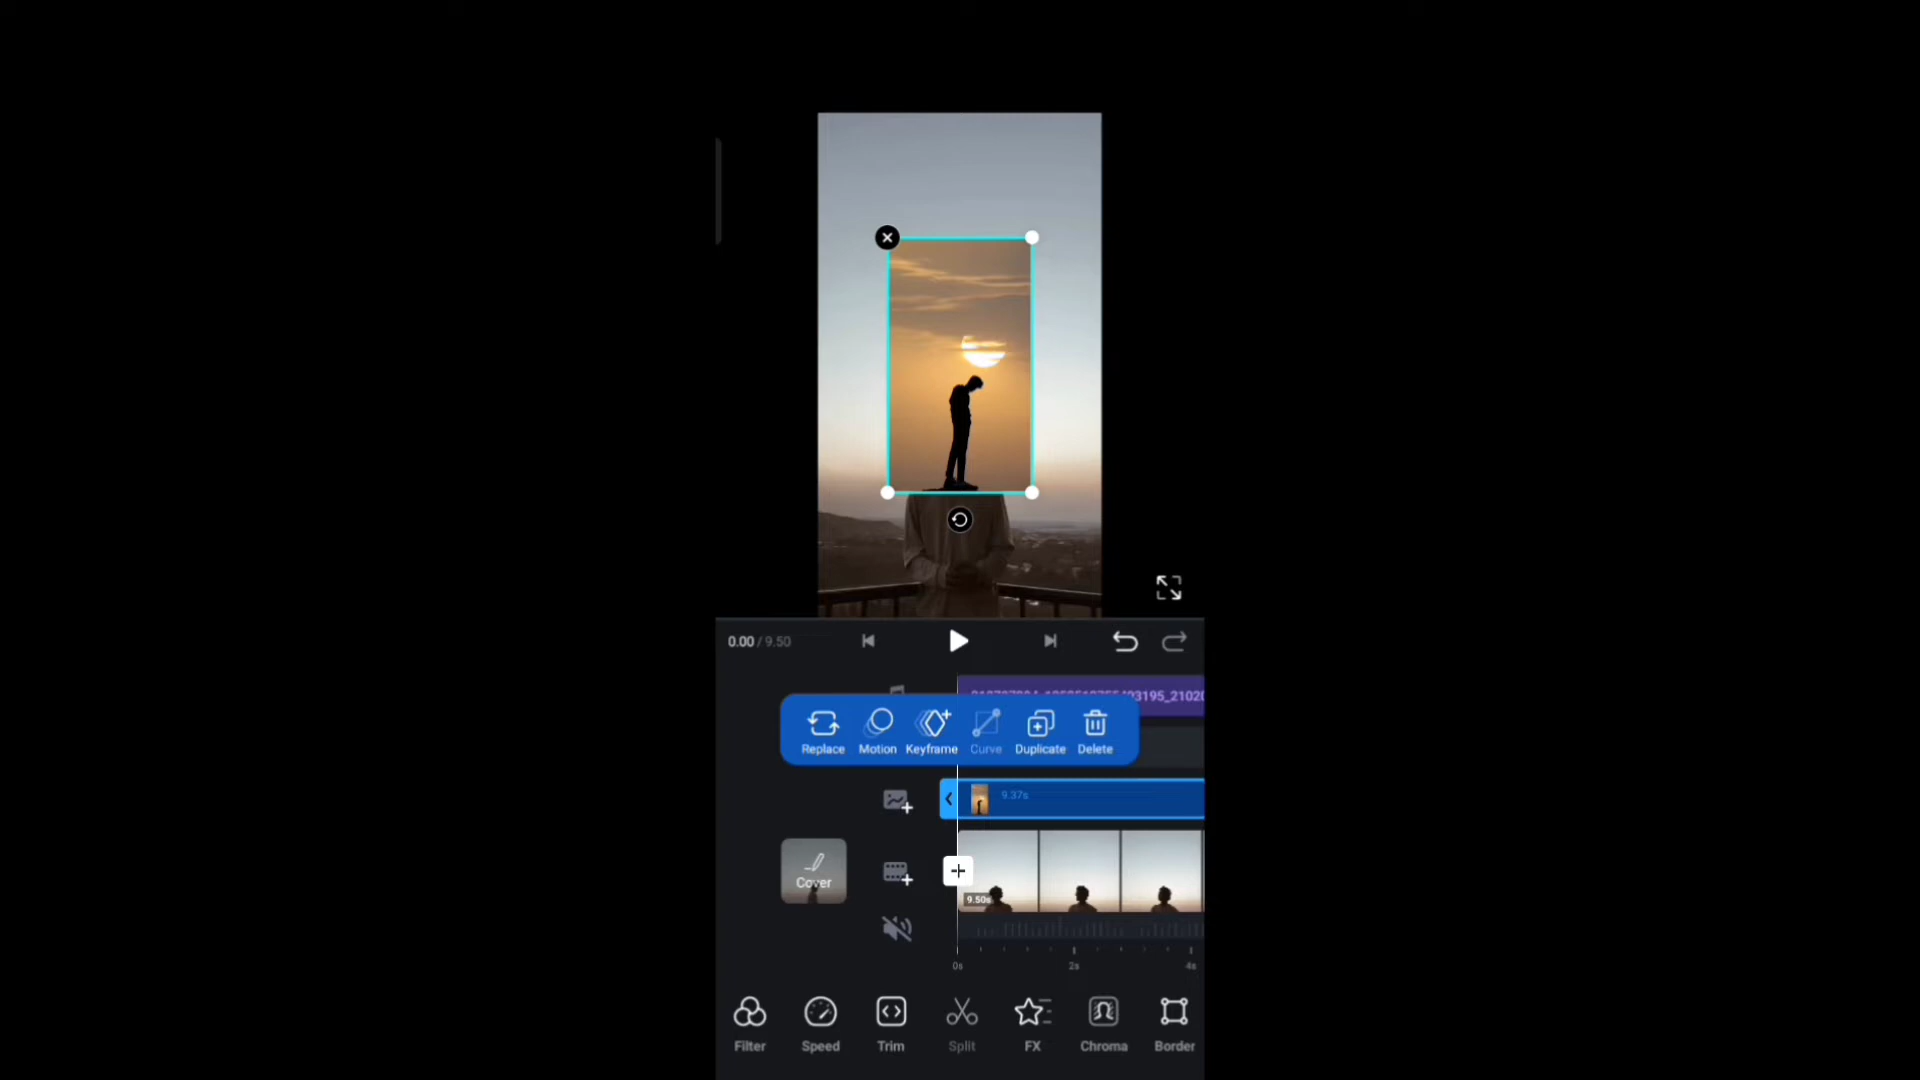 0.00 / 9.50
Replace Motion Keyframe Curve Duplicate Delete
9.37s
Cover
9.50s
0s 2s 4s
Filter Speed Trim Split FX Chroma Border